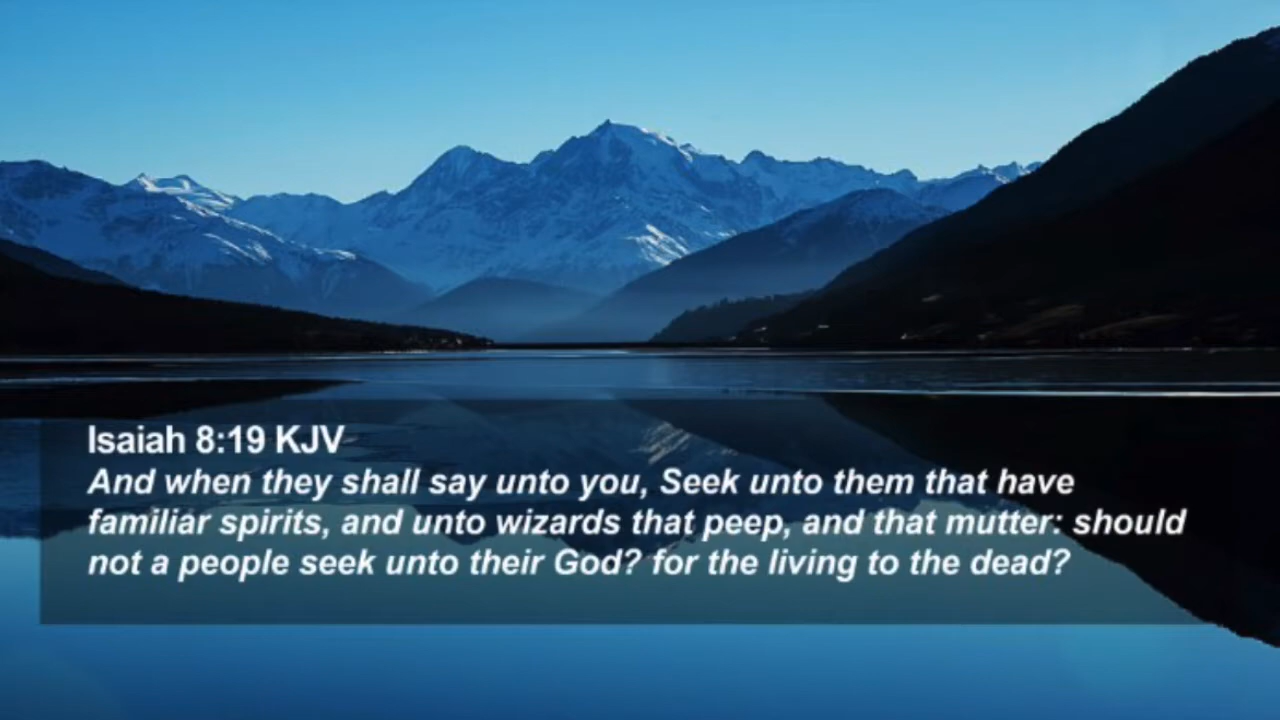 Isaiah 8:19 KJV
And when they shall say unto you, Seek unto them that have
familiar spirits, and unto wizards that peep, and that mutter: should
not a people seek unto their God? for the living to the dead?